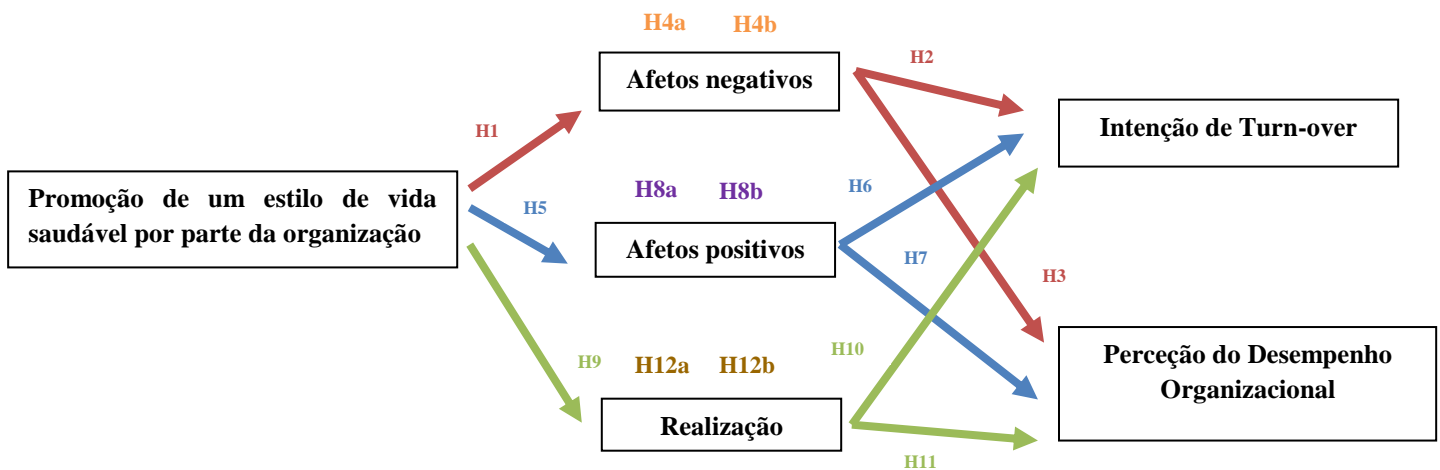 H4a H4b
Afetos negativos
H2
Intenção de Turn-over
H1
Promoção de um estilo de vida
saudável por parte da organização
H5
H8a H8b
Afetos positivos
H6
H7
H3
Perceção do Desempenho
Organizacional
H9
H12a H12b
H10
Realização
H11